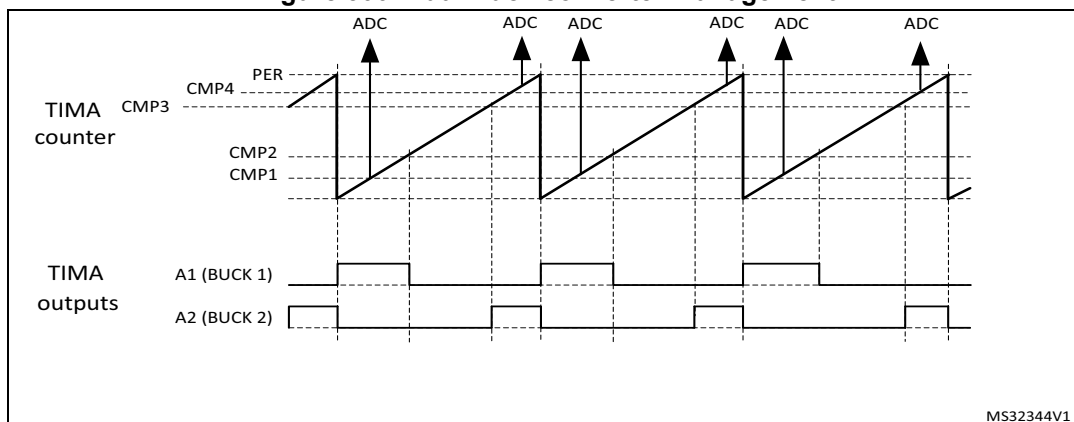 ADC ADC ADC ADC ADC ADC
PER
CMP4
CMP3
TIMA
counter
CMP2
CMP1
TIMA
outputs
A1 (BUCK 1)
A2 (BUCK 2)
MS32344V1